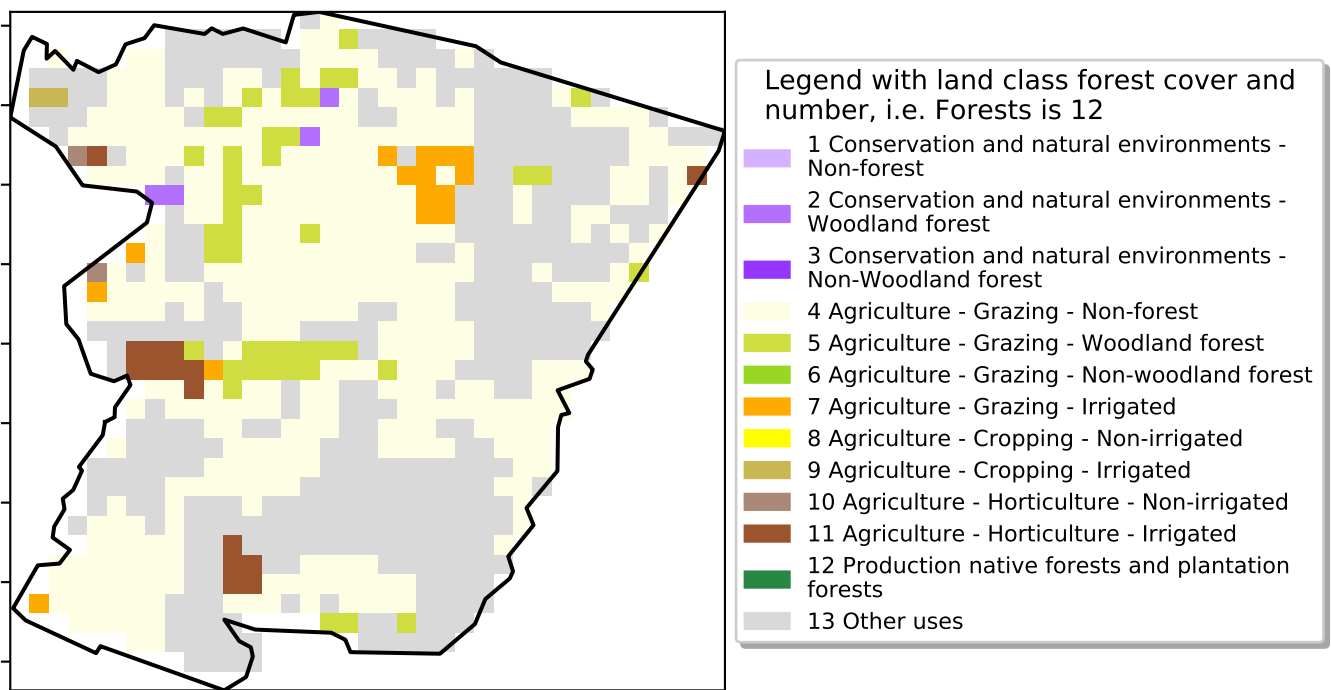 Legend with land class forest cover and
number, i.e. Forests is 12
1 Conservation and natural environments -
Non-forest
2 Conservation and natural environments -
Woodland forest
3 Conservation and natural environments -
Non-Woodland forest
4 Agriculture - Grazing - Non-forest
5 Agriculture - Grazing - Woodland forest
6 Agriculture - Grazing - Non-woodland forest
7 Agriculture - Grazing - Irrigated
8 Agriculture - Cropping - Non-irrigated
9 Agriculture - Cropping - Irrigated
10 Agriculture - Horticulture - Non-irrigated
11 Agriculture - Horticulture - Irrigated
12 Production native forests and plantation
forests
13 Other uses